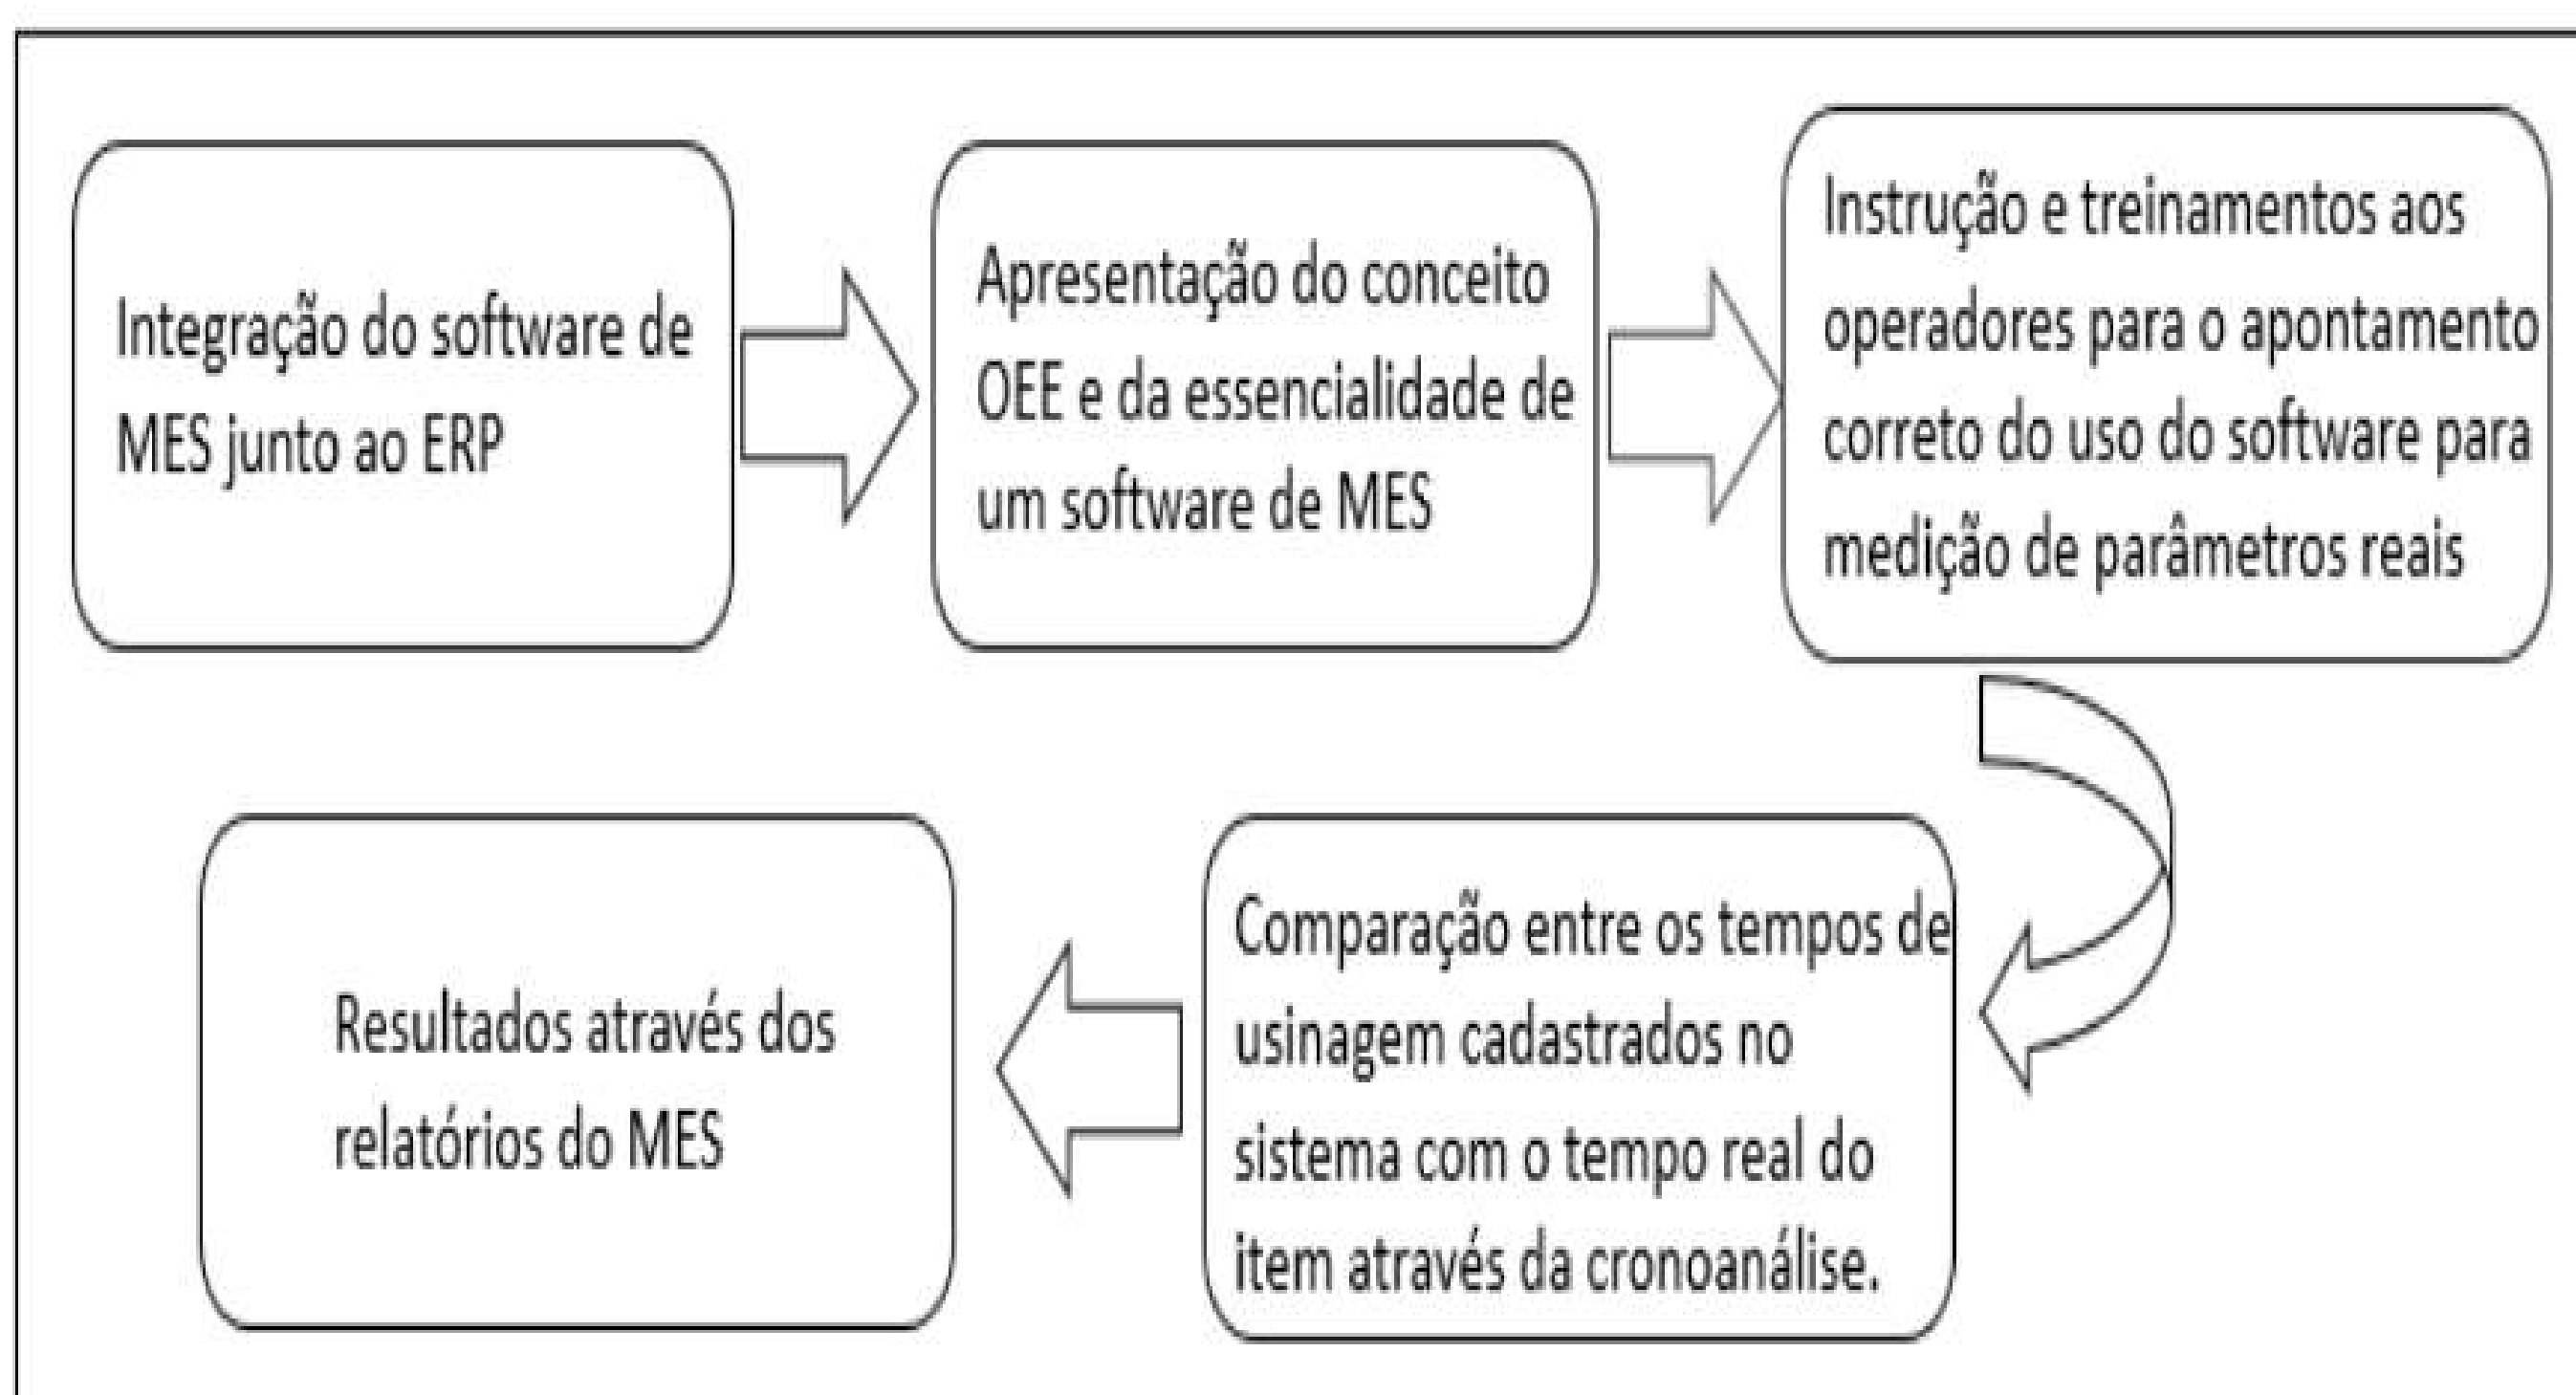 Integração do software de
MES junto ao ERP
Apresentação do conceito
OEE e da essencialidade de
um software de MES
Instrução e treinamentos aos
operadores para o apontamento
correto do uso do software para
medição de parâmetros reais
Comparação entre os tempos de
usinagem cadastrados no
sistema com o tempo real do
item através da cronoanálise.
Resultados através dos
relatórios do MES